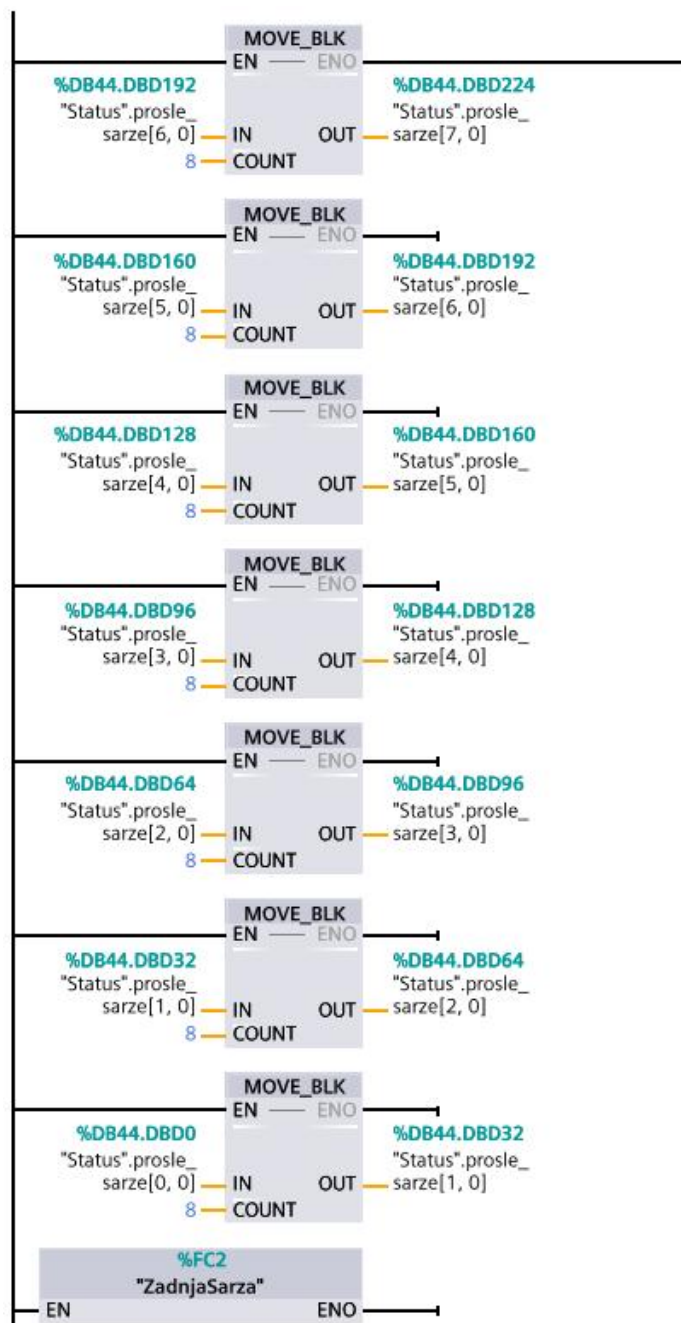 MOVE_BLK
EN ENO
%DB44.DBD192 %DB44.DBD224
"Status".prosle_ "Status".prosle_
sarze[6, 0] IN OUT sarze[7, 0]
8 COUNT
MOVE_BLK
EN ENO
%DB44.DBD160 %DB44.DBD192
"Status".prosle_ "Status".prosle_
sarze[5, 0] IN OUT sarze[6, 0]
8 COUNT
MOVE_BLK
EN ENO
%DB44.DBD128 %DB44.DBD160
"Status".prosle_ "Status".prosle_
sarze[4, 0] IN OUT sarze[5, 0]
8 COUNT
MOVE_BLK
EN ENO
%DB44.DBD96 %DB44.DBD128
"Status".prosle_ "Status".prosle_
sarze[3, 0] IN OUT sarze[4, 0]
8 COUNT
MOVE_BLK
EN ENO
%DB44.DBD64 %DB44.DBD96
"Status".prosle_ "Status".prosle_
sarze[2, 0] IN OUT sarze[3, 0]
8 COUNT
MOVE_BLK
EN ENO
%DB44.DBD32 %DB44.DBD64
"Status".prosle_ "Status".prosle_
sarze[1, 0] IN OUT sarze[2, 0]
8 COUNT
MOVE_BLK
EN ENO
%DB44.DBD0 %DB44.DBD32
"Status".prosle_ "Status".prosle_
sarze[0, 0] IN OUT sarze[1, 0]
8 COUNT
%FC2
"ZadnjaSarza"
EN ENO